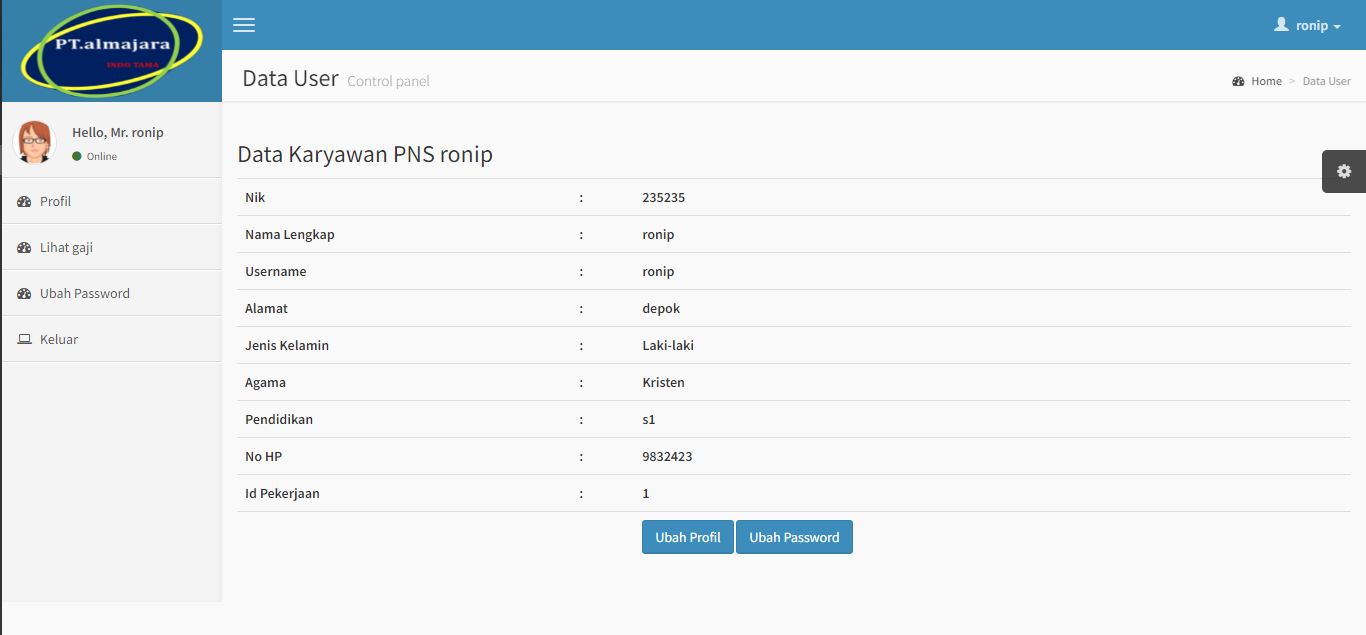 PT.almajara
INDO TAMA
ronip
Data User Control panel
Home > Data User
Hello, Mr. ronip
Online
Profil
Lihat gaji
Ubah Password
Keluar
Data Karyawan PNS ronip
Nik : 235235
Nama Lengkap : ronip
Username : ronip
Alamat : depok
Jenis Kelamin : Laki-laki
Agama : Kristen
Pendidikan : s1
No HP : 9832423
Id Pekerjaan : 1
Ubah Profil Ubah Password